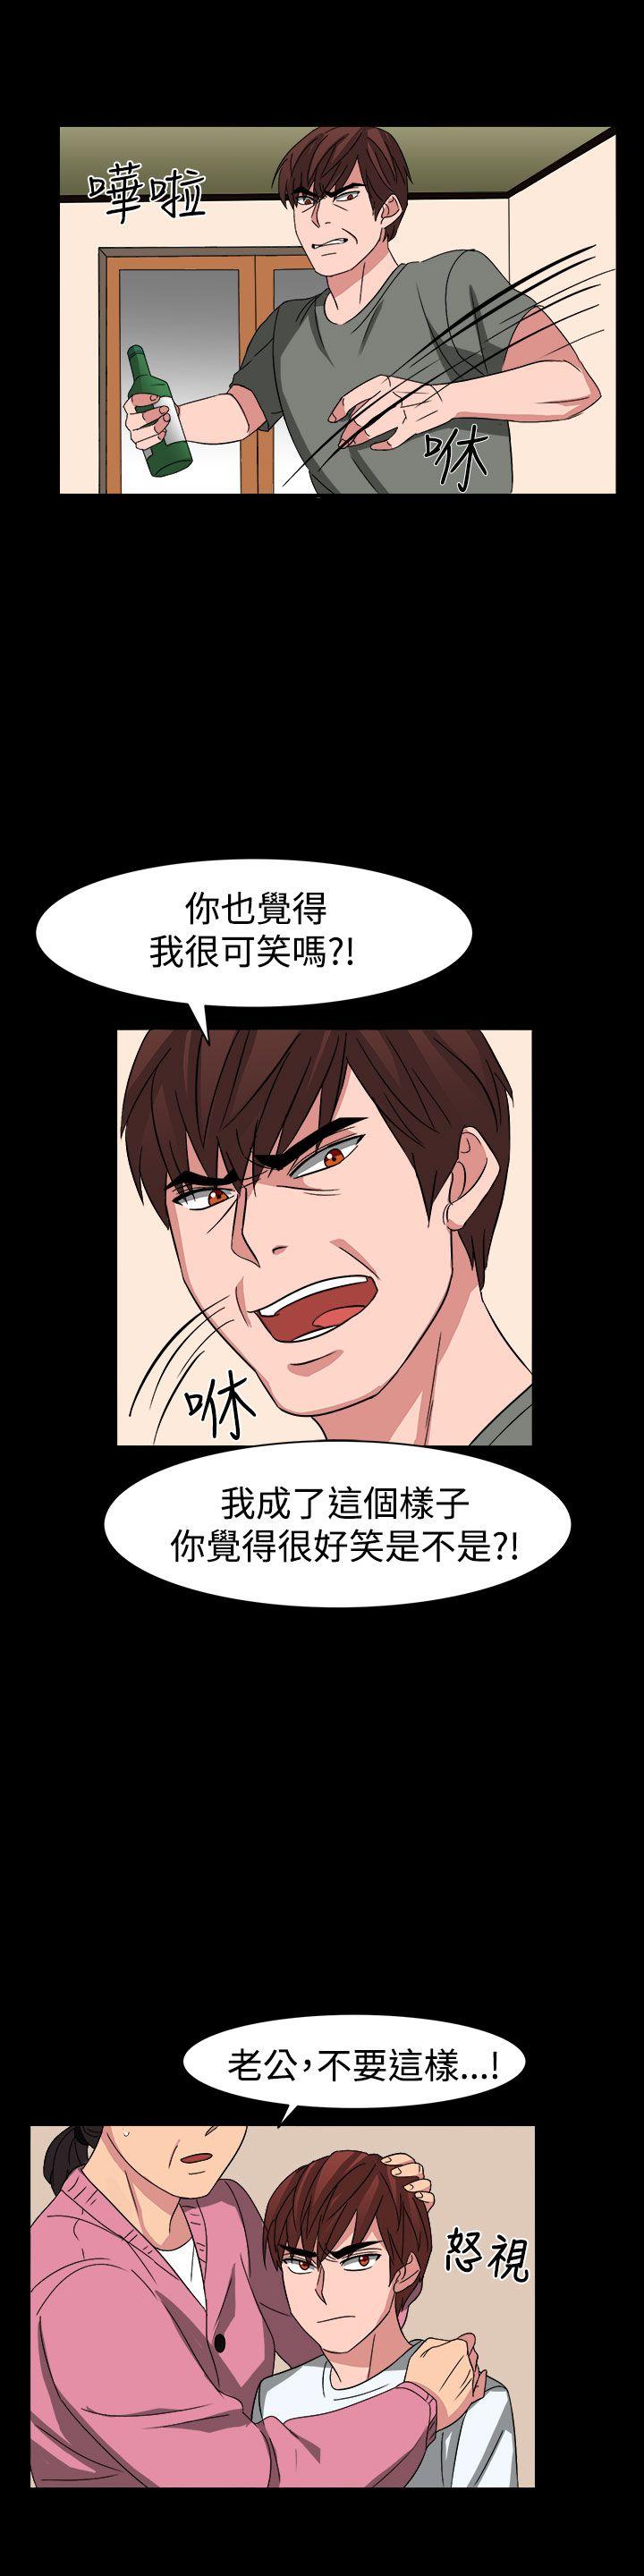 嘩啦
咻
你也覺得
我很可笑嗎?!
咻
我成了這個樣子
你覺得很好笑是不是?!
老公,不要這樣...!
怒視